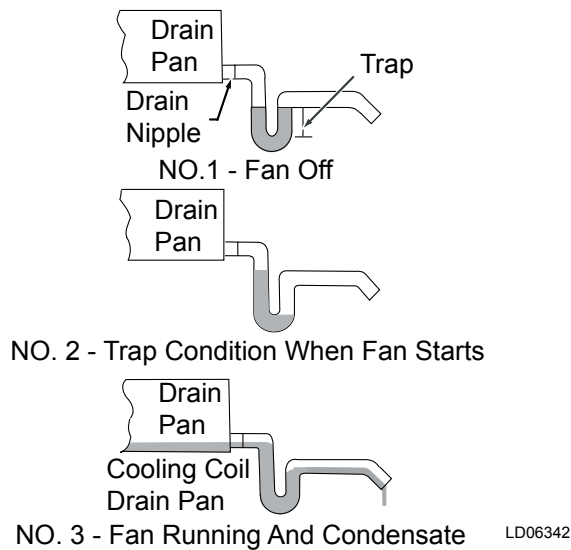 Drain
Pan
Trap
Drain
Nipple
NO.1 - Fan Off
Drain
Pan
NO. 2 - Trap Condition When Fan Starts
Drain
Pan
Cooling Coil
Drain Pan
NO. 3 - Fan Running And Condensate
LD06342